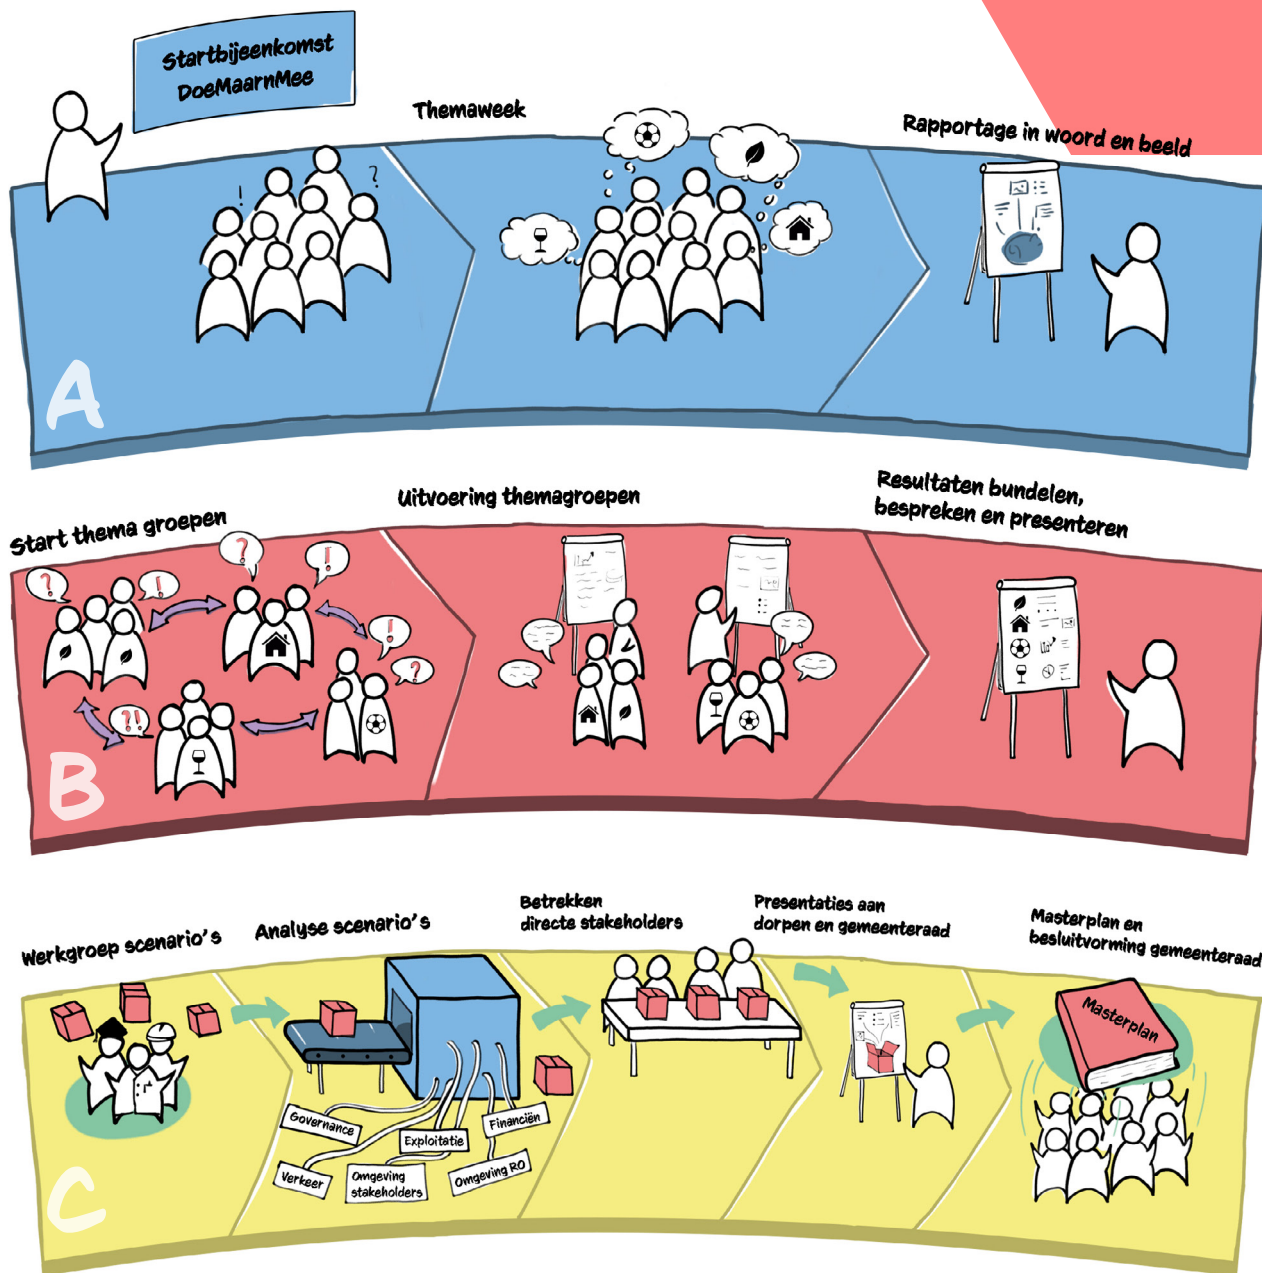 Startbijeenkomst
DoeMaarnMee
Themaweek
Rapportage in woord en beeld
!
?
A
Start thema groepen
Uitvoering themagroepen
Resultaten bundelen,
bespreken en presenteren
?
!
?
!
!
?
?!
B
Werkgroep scenario's
Analyse scenario's
Betrekken
directe stakeholders
Presentaties aan
dorpen en gemeenteraad
Masterplan en
besluitvorming gemeenteraad
Masterplan
Governance
Financiën
Exploitatie
Verkeer
Omgeving
stakeholders
Omgeving RO
C